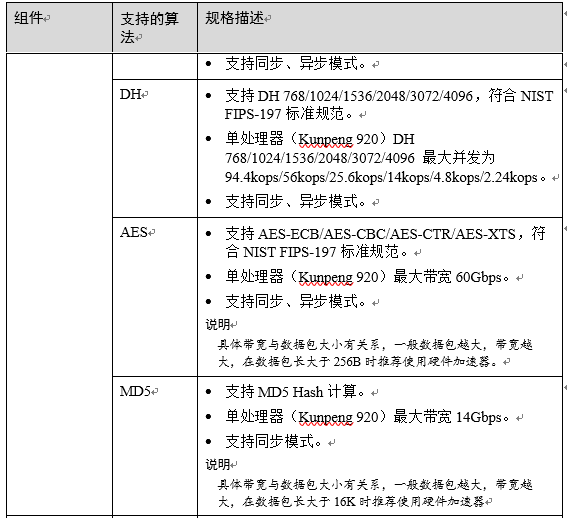 组件
支持的算
法
规格描述
• 支持同步、异步模式。
DH
• 支持 DH 768/1024/1536/2048/3072/4096，符合 NIST
FIPS-197 标准规范。
• 单处理器（Kunpeng 920）DH
768/1024/1536/2048/3072/4096 最大并发为
94.4kops/56kops/25.6kops/14kops/4.8kops/2.24kops。
• 支持同步、异步模式。
AES
• 支持 AES-ECB/AES-CBC/AES-CTR/AES-XTS，符
合 NIST FIPS-197 标准规范。
• 单处理器（Kunpeng 920）最大带宽 60Gbps。
• 支持同步、异步模式。
说明
具体带宽与数据包大小有关系，一般数据包越大，带宽越
大，在数据包长大于 256B 时推荐使用硬件加速器。
MD5
• 支持 MD5 Hash 计算。
• 单处理器（Kunpeng 920）最大带宽 14Gbps。
• 支持同步模式。
说明
具体带宽与数据包大小有关系，一般数据包越大，带宽越
大，在数据包长大于 16K 时推荐使用硬件加速器